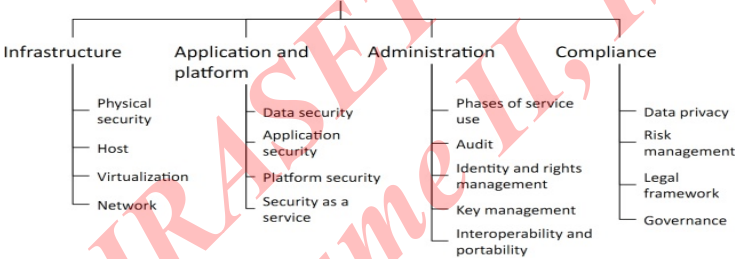 Infrastructure
Application and
platform
Administration
Compliance
Physical
security
Host
Virtualization
Network
Data security
Application
security
Platform security
Security as a
service
Phases of service
use
Audit
Identity and rights
management
Key management
Interoperability and
portability
Data privacy
Risk
management
Legal
framework
Governance
IRASET
II,